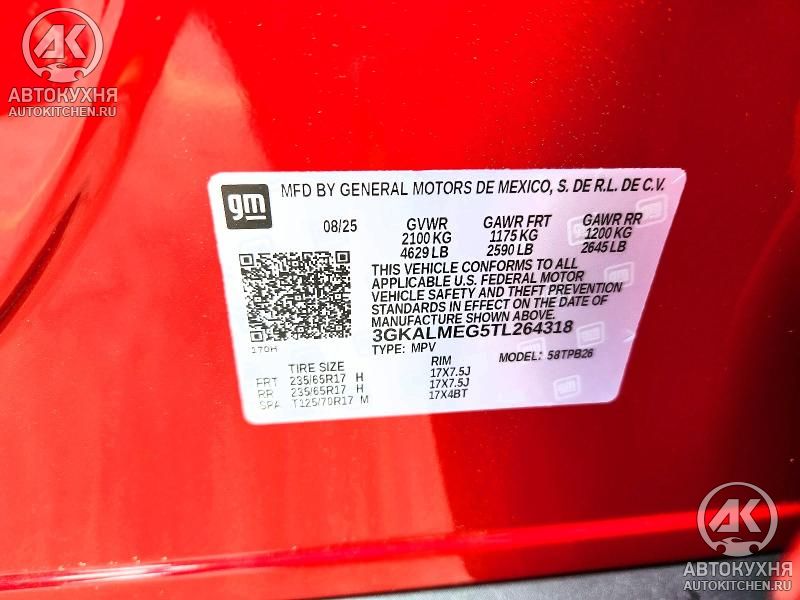 АК
АВТОКУХНЯ
AUTOKITCHEN.RU
gm
MFD BY GENERAL MOTORS DE MEXICO, S. DE R.L. DE C.V.
08/25 GVWR GAWR FRT GAWR RR
2100 KG 1175 KG 1200 KG
4629 LB 2590 LB 2645 LB
THIS VEHICLE CONFORMS TO ALL
APPLICABLE U.S. FEDERAL MOTOR
VEHICLE SAFETY AND THEFT PREVENTION
STANDARDS IN EFFECT ON THE DATE OF
MANUFACTURE SHOWN ABOVE.
3GKALMEG5TL264318
170H
TYPE: MPV MODEL: 58TPB26
TIRE SIZE RIM
FRT 235/65R17 H 17X7.5J
RR 235/65R17 H 17X7.5J
SPA T125/70R17 M 17X4BT
АК
АВТОКУХНЯ
AUTOKITCHEN.RU